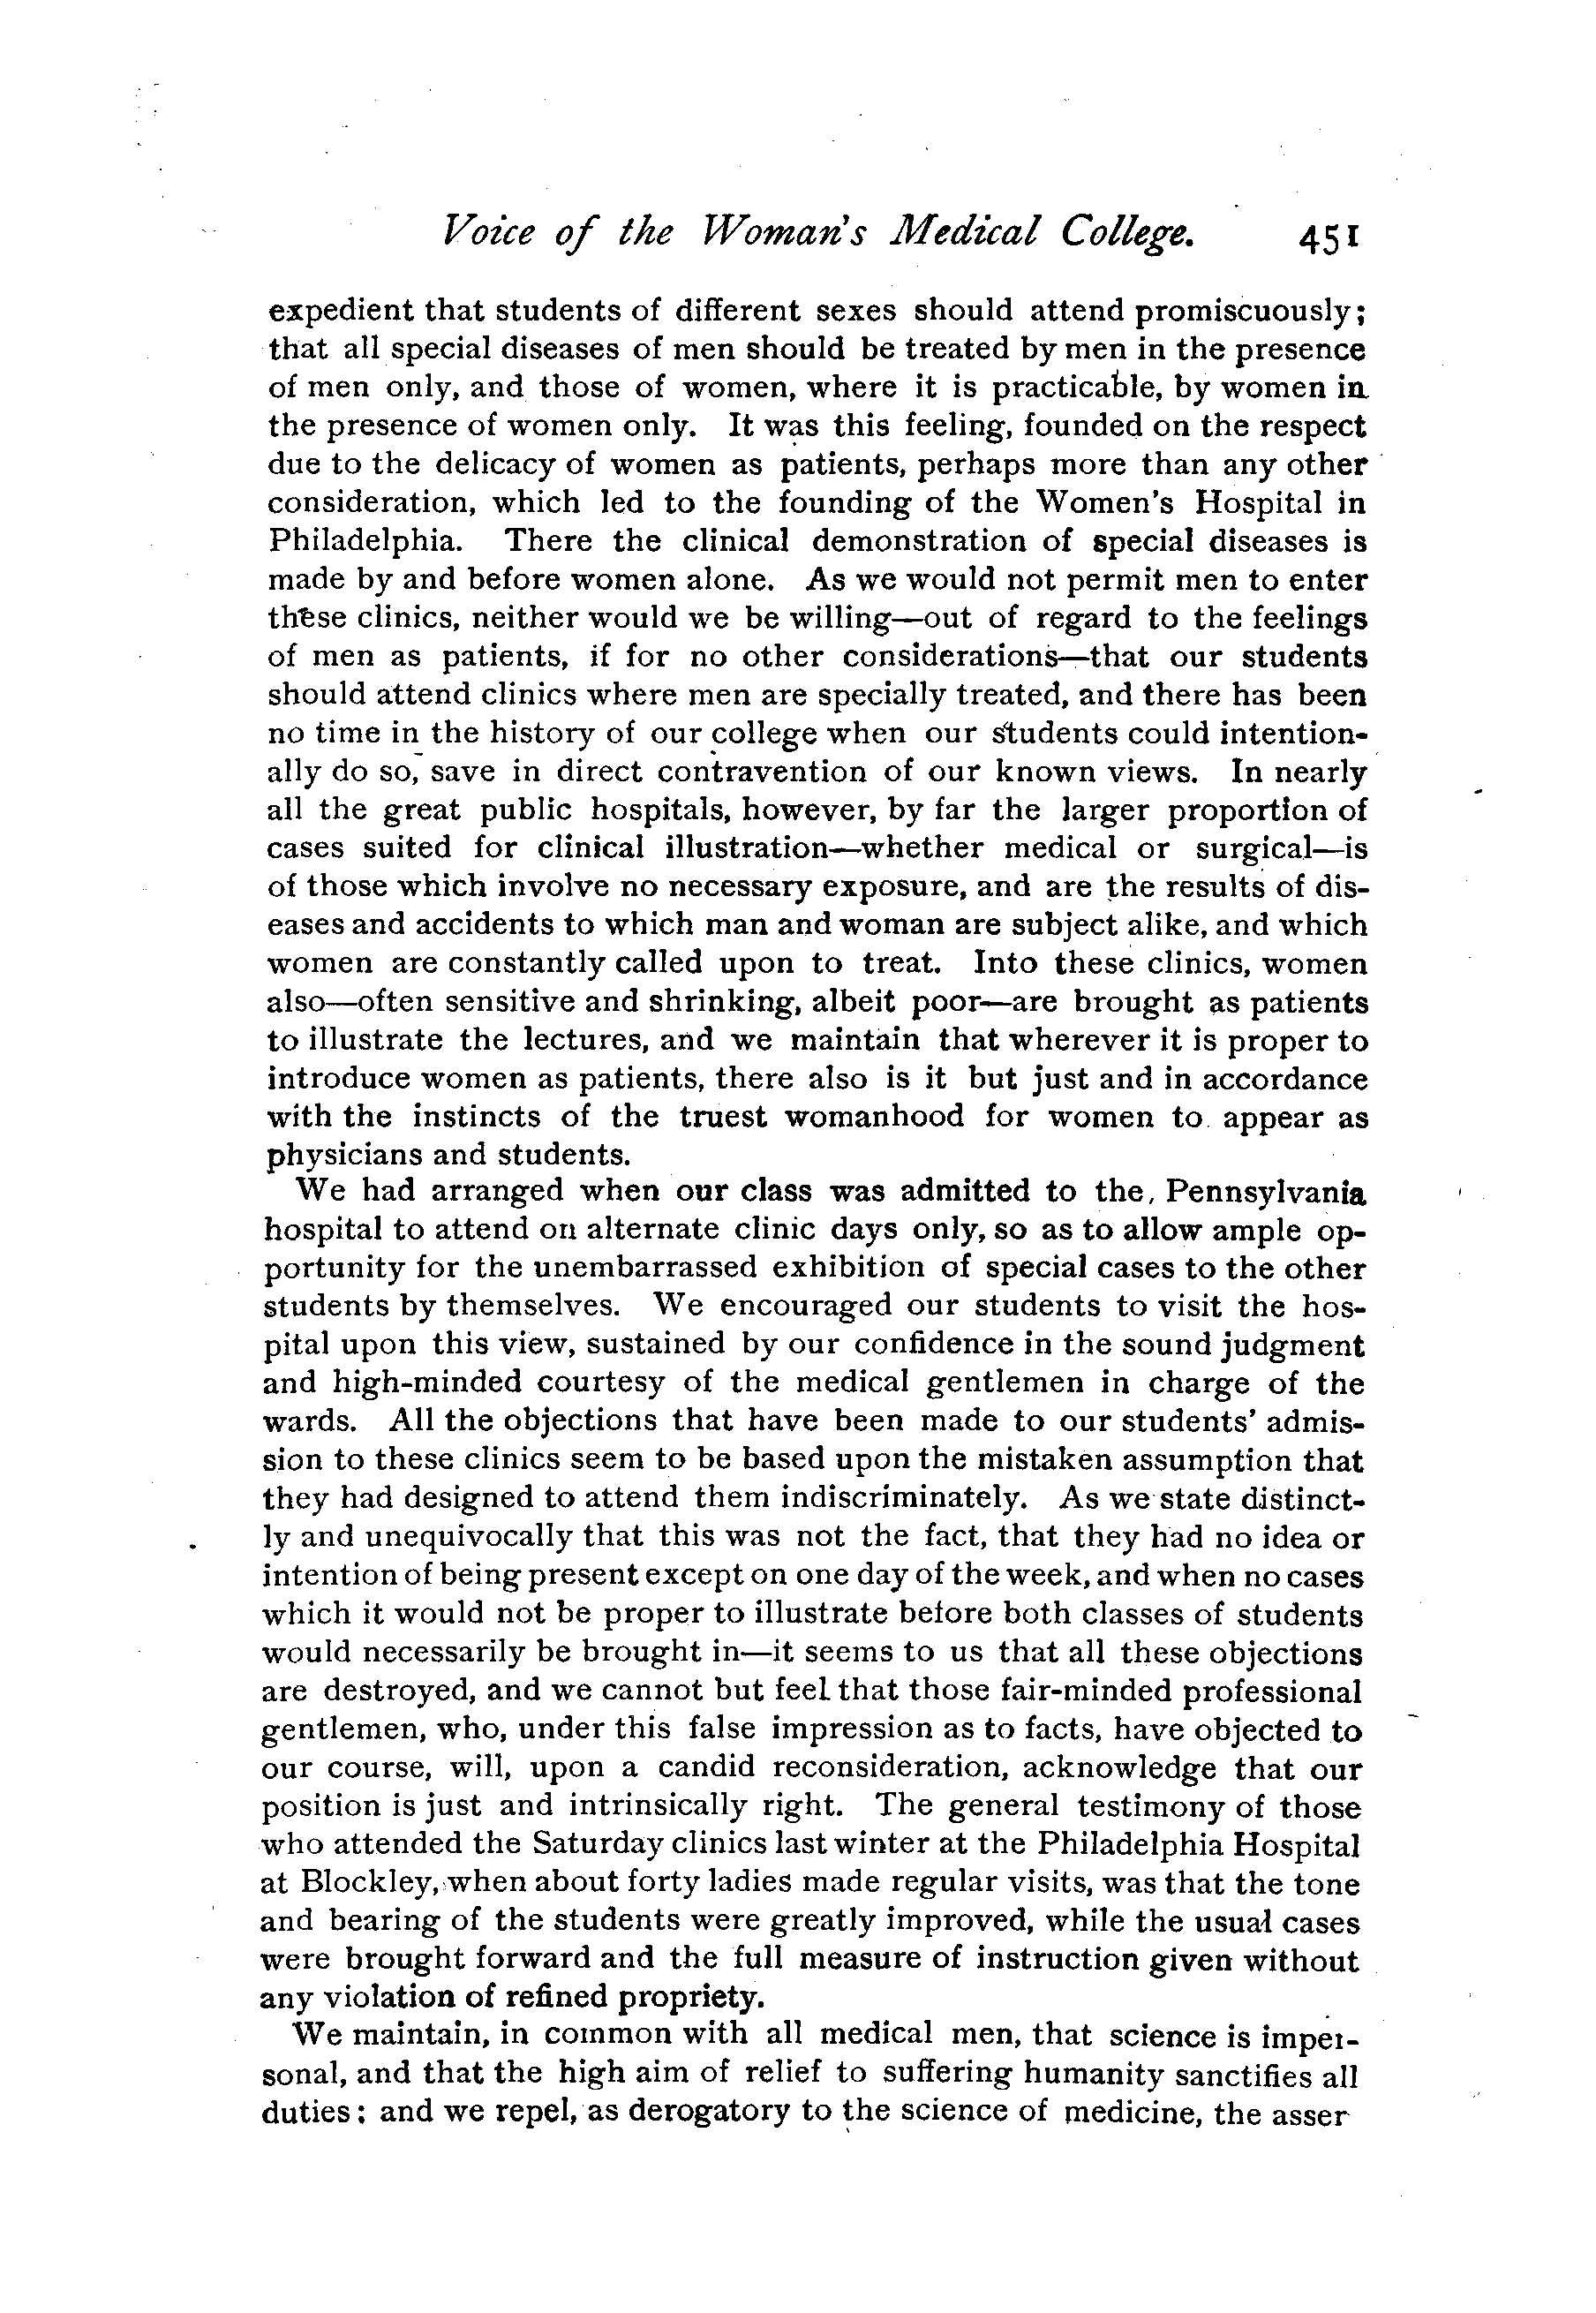 Voice of the Woman's Medical College. 451
expedient that students of different sexes should attend promiscuously;
that all special diseases of men should be treated by men in the presence
of men only, and those of women, where it is practicable, by women in
the presence of women only. It was this feeling, founded on the respect
due to the delicacy of women as patients, perhaps more than any other
consideration, which led to the founding of the Women's Hospital in
Philadelphia. There the clinical demonstration of special diseases is
made by and before women alone. As we would not permit men to enter
these clinics, neither would we be willing—out of regard to the feelings
of men as patients, if for no other considerations—that our students
should attend clinics where men are specially treated, and there has been
no time in the history of our college when our students could intention-
ally do so, save in direct contravention of our known views. In nearly
all the great public hospitals, however, by far the larger proportion of
cases suited for clinical illustration—whether medical or surgical—is
of those which involve no necessary exposure, and are the results of dis-
eases and accidents to which man and woman are subject alike, and which
women are constantly called upon to treat. Into these clinics, women
also—often sensitive and shrinking, albeit poor—are brought as patients
to illustrate the lectures, and we maintain that wherever it is proper to
introduce women as patients, there also is it but just and in accordance
with the instincts of the truest womanhood for women to appear as
physicians and students.
We had arranged when our class was admitted to the, Pennsylvania
hospital to attend on alternate clinic days only, so as to allow ample op-
portunity for the unembarrassed exhibition of special cases to the other
students by themselves. We encouraged our students to visit the hos-
pital upon this view, sustained by our confidence in the sound judgment
and high-minded courtesy of the medical gentlemen in charge of the
wards. All the objections that have been made to our students' admis-
sion to these clinics seem to be based upon the mistaken assumption that
they had designed to attend them indiscriminately. As we state distinct-
ly and unequivocally that this was not the fact, that they had no idea or
intention of being present except on one day of the week, and when no cases
which it would not be proper to illustrate before both classes of students
would necessarily be brought in—it seems to us that all these objections
are destroyed, and we cannot but feel that those fair-minded professional
gentlemen, who, under this false impression as to facts, have objected to
our course, will, upon a candid reconsideration, acknowledge that our
position is just and intrinsically right. The general testimony of those
who attended the Saturday clinics last winter at the Philadelphia Hospital
at Blockley, when about forty ladies made regular visits, was that the tone
and bearing of the students were greatly improved, while the usual cases
were brought forward and the full measure of instruction given without
any violation of refined propriety.
We maintain, in common with all medical men, that science is imper-
sonal, and that the high aim of relief to suffering humanity sanctifies all
duties: and we repel, as derogatory to the science of medicine, the asser